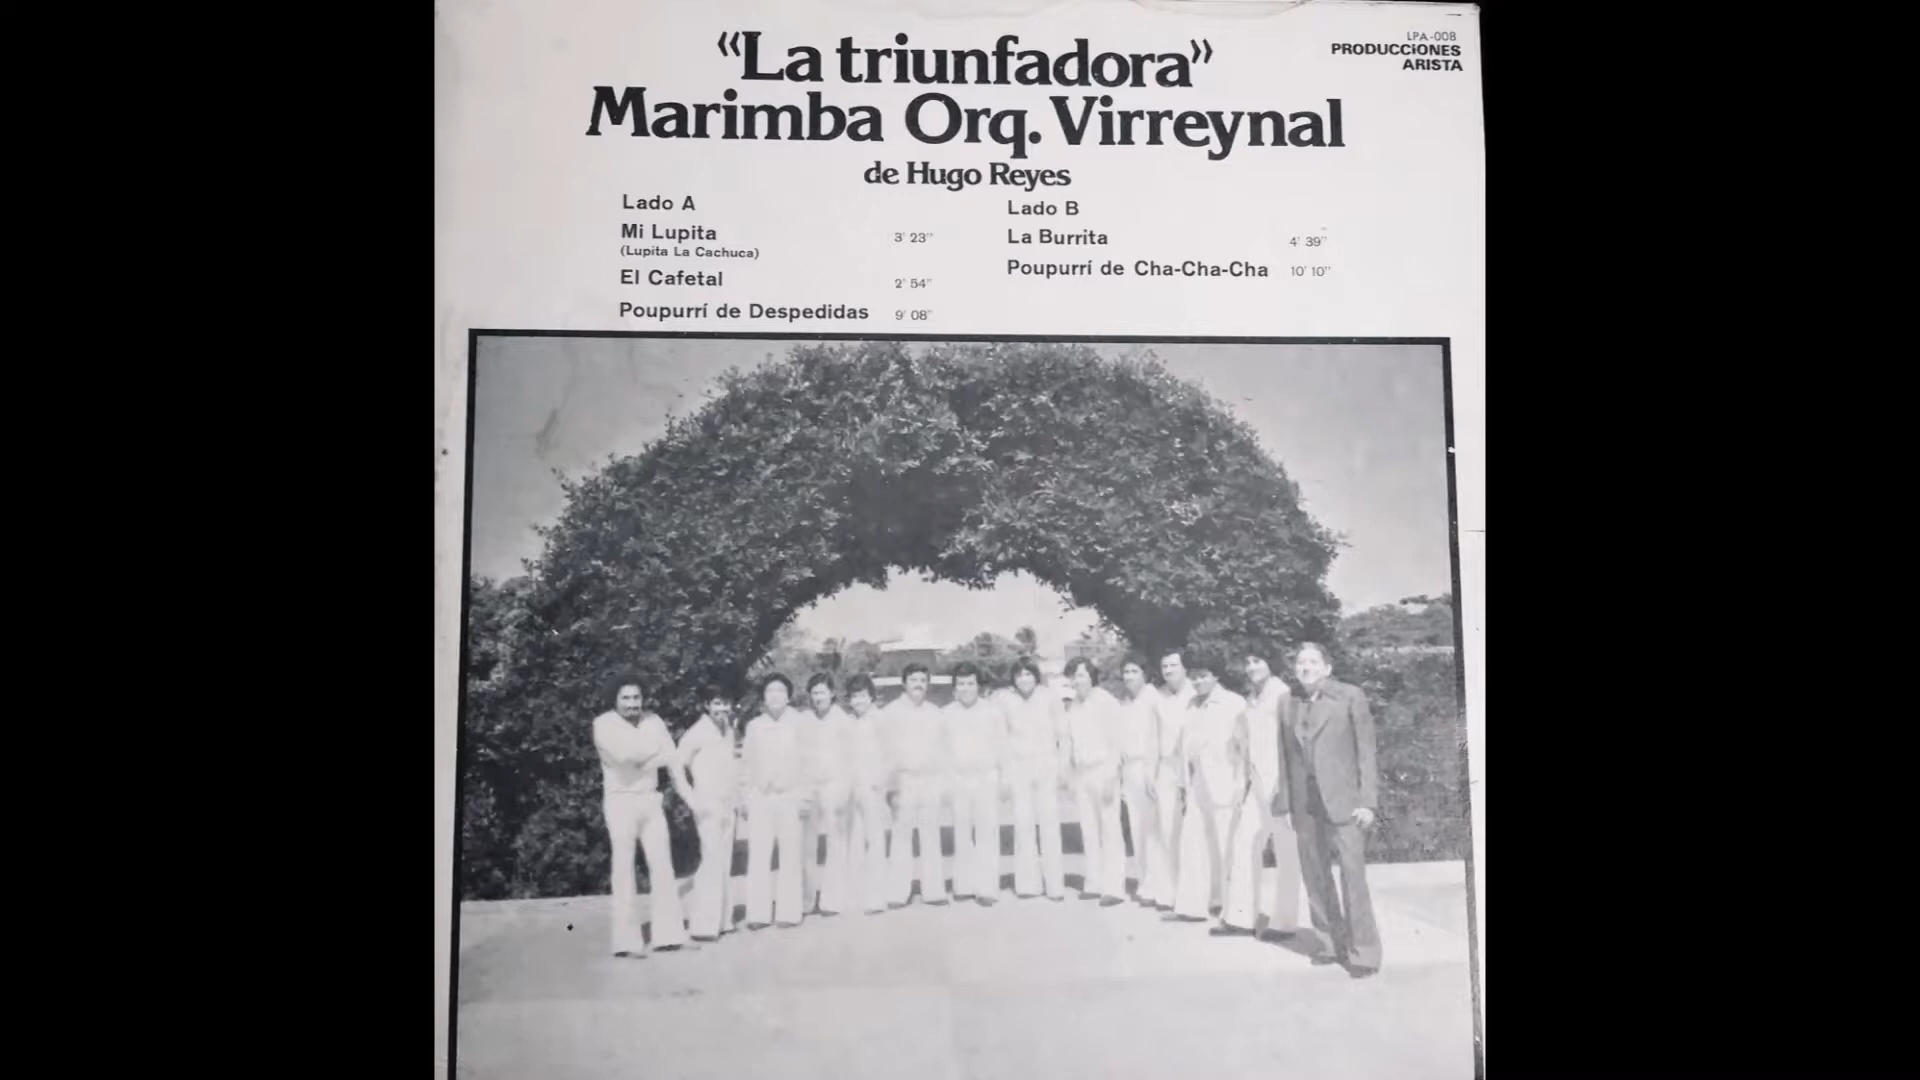 «La triunfadora»
LPA-008
PRODUCCIONES
ARISTA
Marimba Orq. Virreynal
de Hugo Reyes
Lado A
Mi Lupita 3' 23"
(Lupita La Cachuca)
El Cafetal 2' 54"
Poupurrí de Despedidas 9' 08"
Lado B
La Burrita 4' 39"
Poupurrí de Cha-Cha-Cha 10' 10"